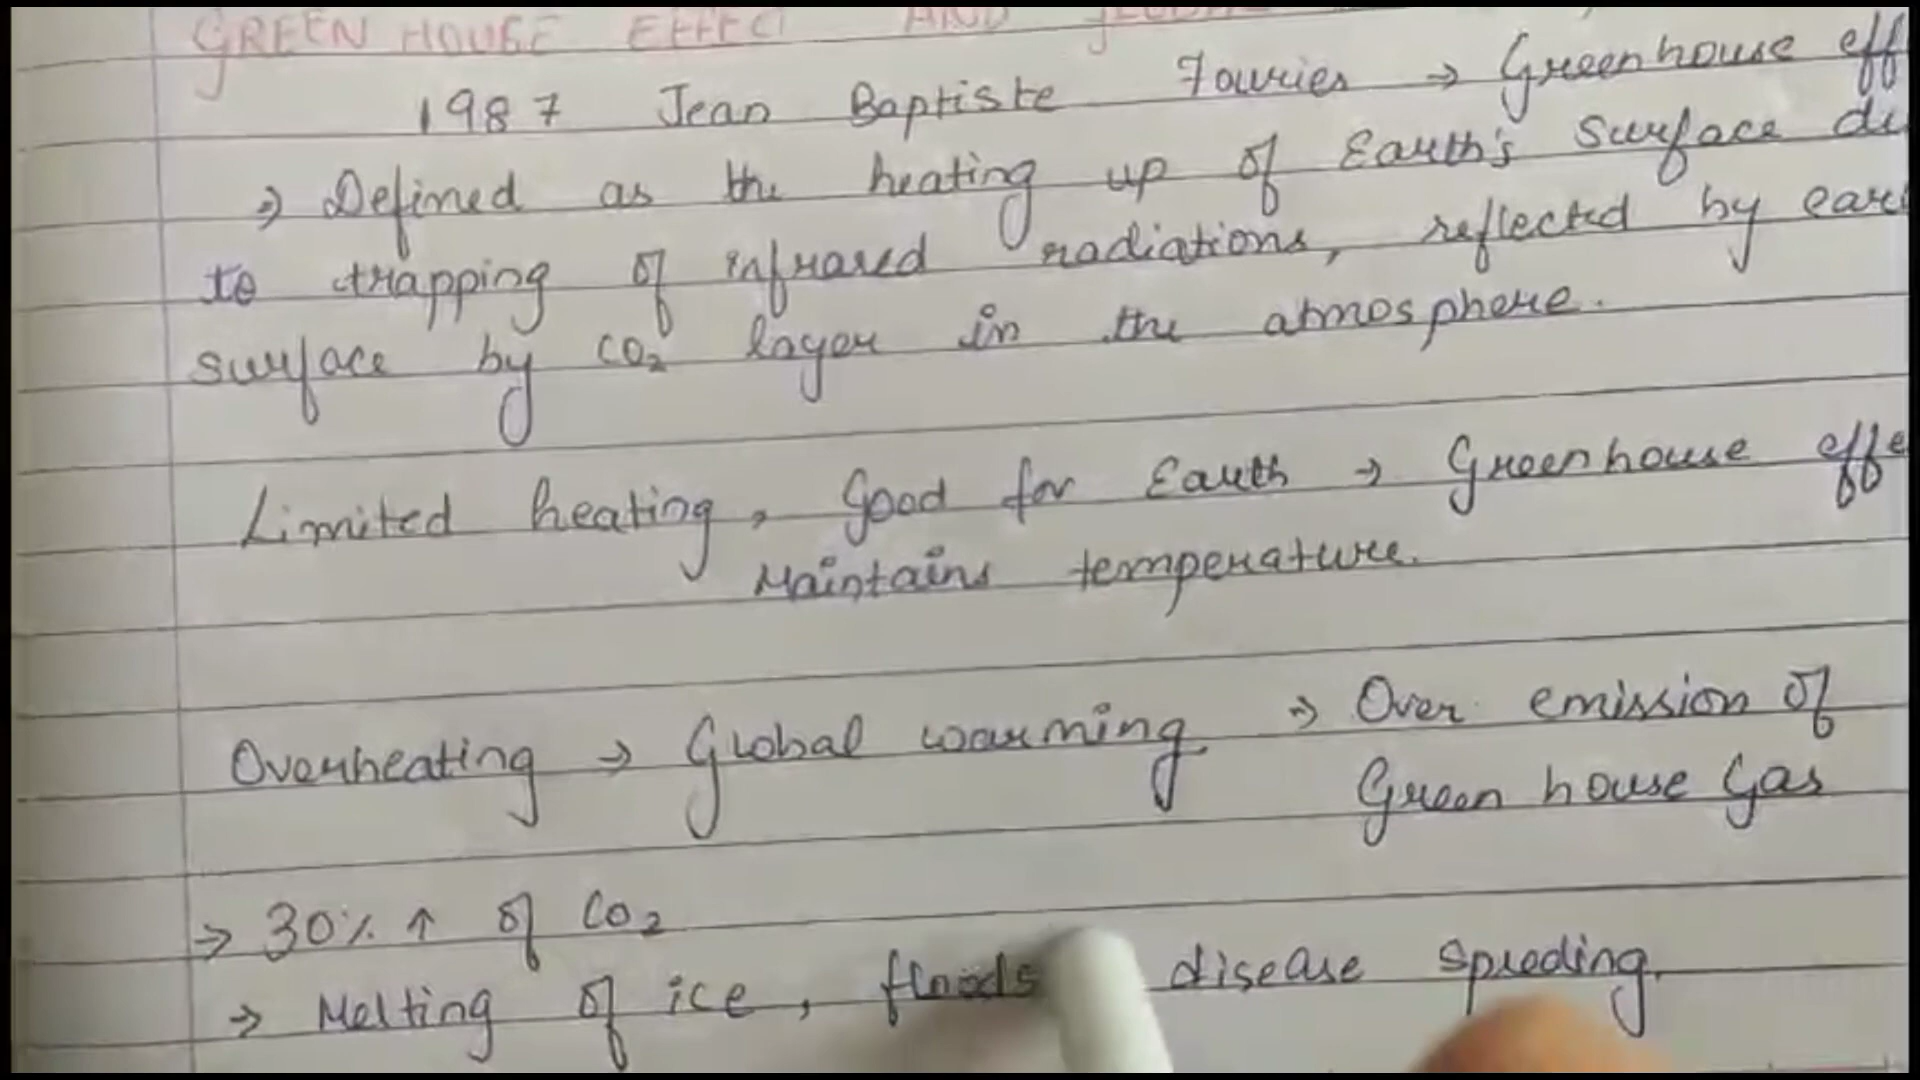 GREEN HOUSE EFFECT AND
1987 Jean Baptiste Fouries → Greenhouse eff
⇒ Defined as the heating up of Earth's surface du
to trapping of infrared radiations, reflected by eart
surface by CO₂ layer in the atmosphere.
Limited heating, Good for Earth → Greenhouse effe
Maintains temperature.
Overheating → Global warming → Over emission of
Green house Gas
→ 30% ↑ of CO₂
→ Melting of ice, floods disease spreding.